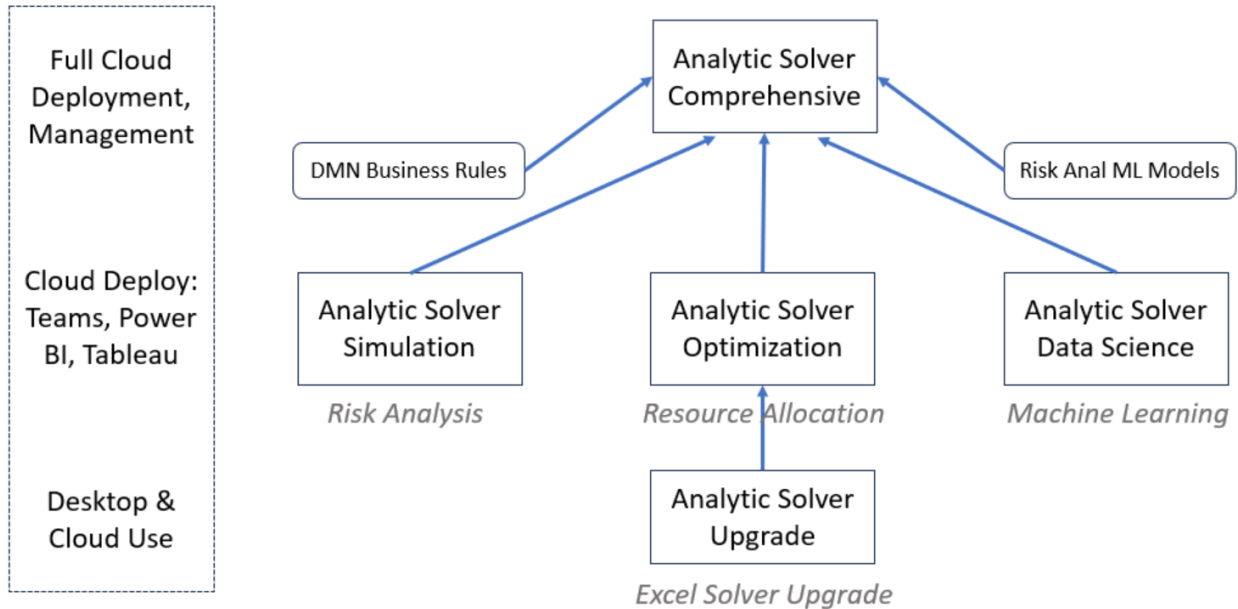 Full Cloud
Deployment,
Management
Cloud Deploy:
Teams, Power
BI, Tableau
Desktop &
Cloud Use
Analytic Solver
Comprehensive
DMN Business Rules
Risk Anal ML Models
Analytic Solver
Simulation
Risk Analysis
Analytic Solver
Optimization
Resource Allocation
Analytic Solver
Data Science
Machine Learning
Analytic Solver
Upgrade
Excel Solver Upgrade